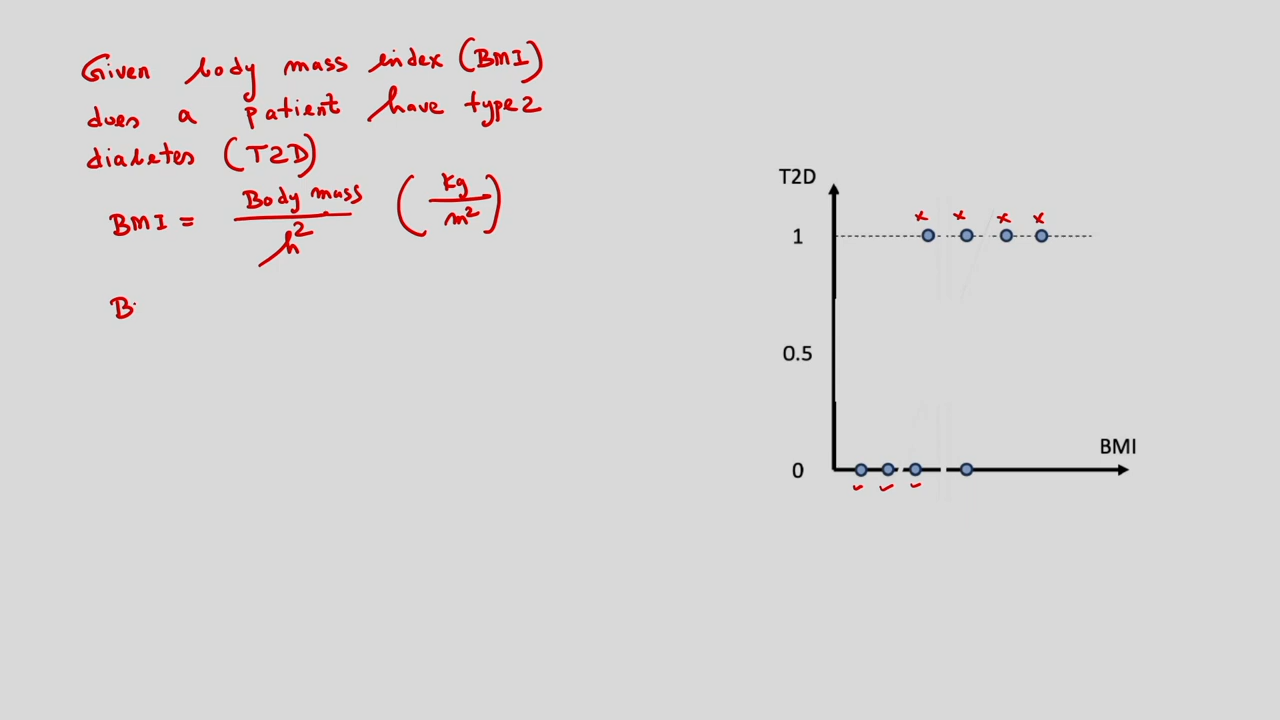 Given body mass index (BMI)
does a patient have type 2
diabetes (T2D)
BMI = Body mass / h² (kg / m²)
B
T2D
1
0.5
0
BMI